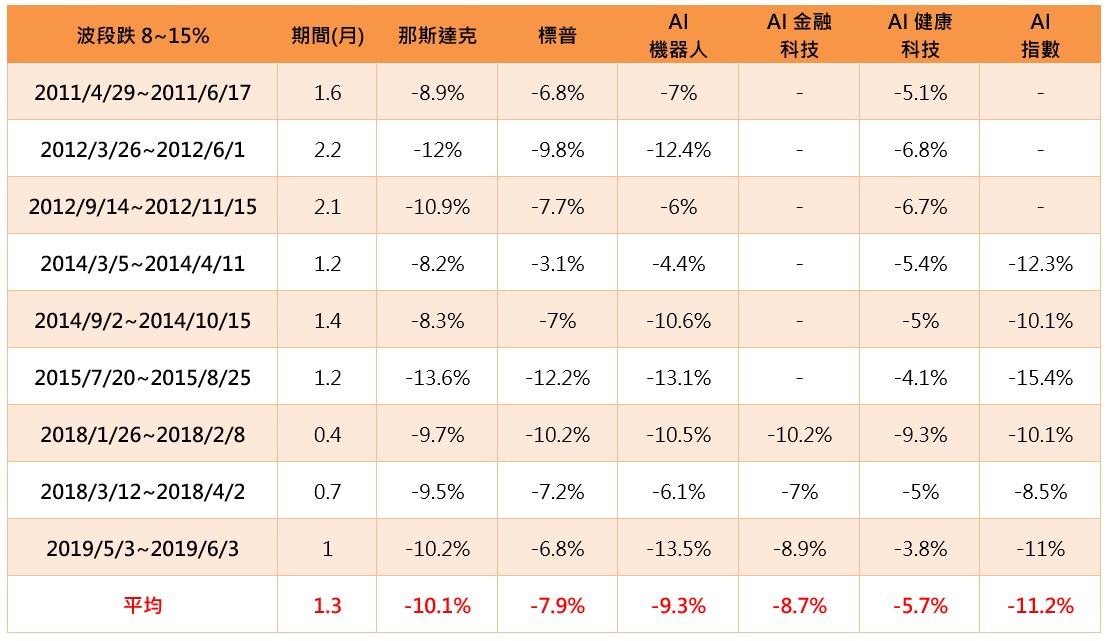 波段跌 8~15% 期間(月) 那斯達克 標普 AI 機器人 AI 金融科技 AI 健康科技 AI 指數
2011/4/29~2011/6/17 1.6 -8.9% -6.8% -7% - -5.1% -
2012/3/26~2012/6/1 2.2 -12% -9.8% -12.4% - -6.8% -
2012/9/14~2012/11/15 2.1 -10.9% -7.7% -6% - -6.7% -
2014/3/5~2014/4/11 1.2 -8.2% -3.1% -4.4% - -5.4% -12.3%
2014/9/2~2014/10/15 1.4 -8.3% -7% -10.6% - -5% -10.1%
2015/7/20~2015/8/25 1.2 -13.6% -12.2% -13.1% - -4.1% -15.4%
2018/1/26~2018/2/8 0.4 -9.7% -10.2% -10.5% -10.2% -9.3% -10.1%
2018/3/12~2018/4/2 0.7 -9.5% -7.2% -6.1% -7% -5% -8.5%
2019/5/3~2019/6/3 1 -10.2% -6.8% -13.5% -8.9% -3.8% -11%
平均 1.3 -10.1% -7.9% -9.3% -8.7% -5.7% -11.2%